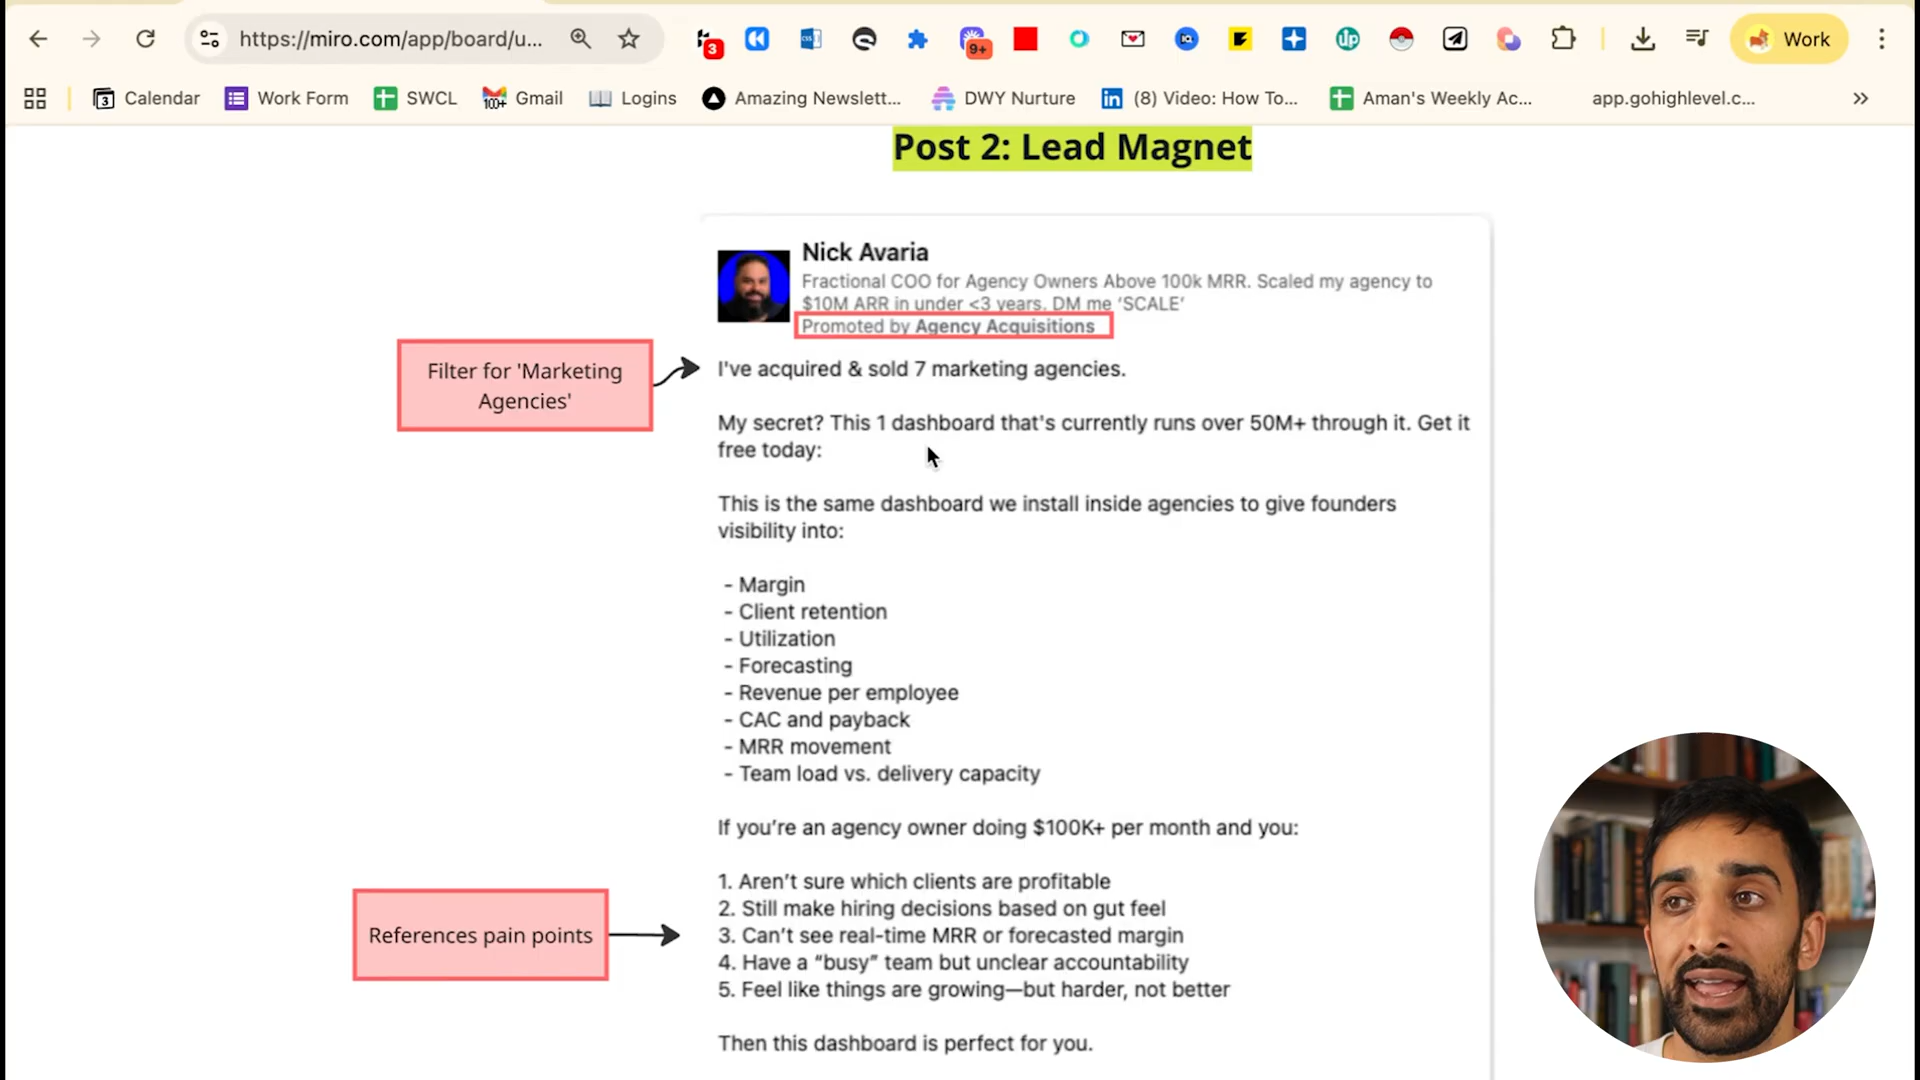 https://miro.com/app/board/u...
3
9+
Work
Calendar
Work Form
SWCL
100+
Gmail
Logins
Amazing Newslett...
DWY Nurture
(8) Video: How To...
Aman's Weekly Ac...
app.gohighlevel.c...
Post 2: Lead Magnet
Nick Avaria
Fractional COO for Agency Owners Above 100k MRR. Scaled my agency to
$10M ARR in under <3 years. DM me ‘SCALE‘
Promoted by Agency Acquisitions
Filter for 'Marketing
Agencies'
I've acquired & sold 7 marketing agencies.
My secret? This 1 dashboard that's currently runs over 50M+ through it. Get it
free today:
This is the same dashboard we install inside agencies to give founders
visibility into:
- Margin
- Client retention
- Utilization
- Forecasting
- Revenue per employee
- CAC and payback
- MRR movement
- Team load vs. delivery capacity
If you’re an agency owner doing $100K+ per month and you:
References pain points
1. Aren’t sure which clients are profitable
2. Still make hiring decisions based on gut feel
3. Can’t see real-time MRR or forecasted margin
4. Have a “busy” team but unclear accountability
5. Feel like things are growing—but harder, not better
Then this dashboard is perfect for you.